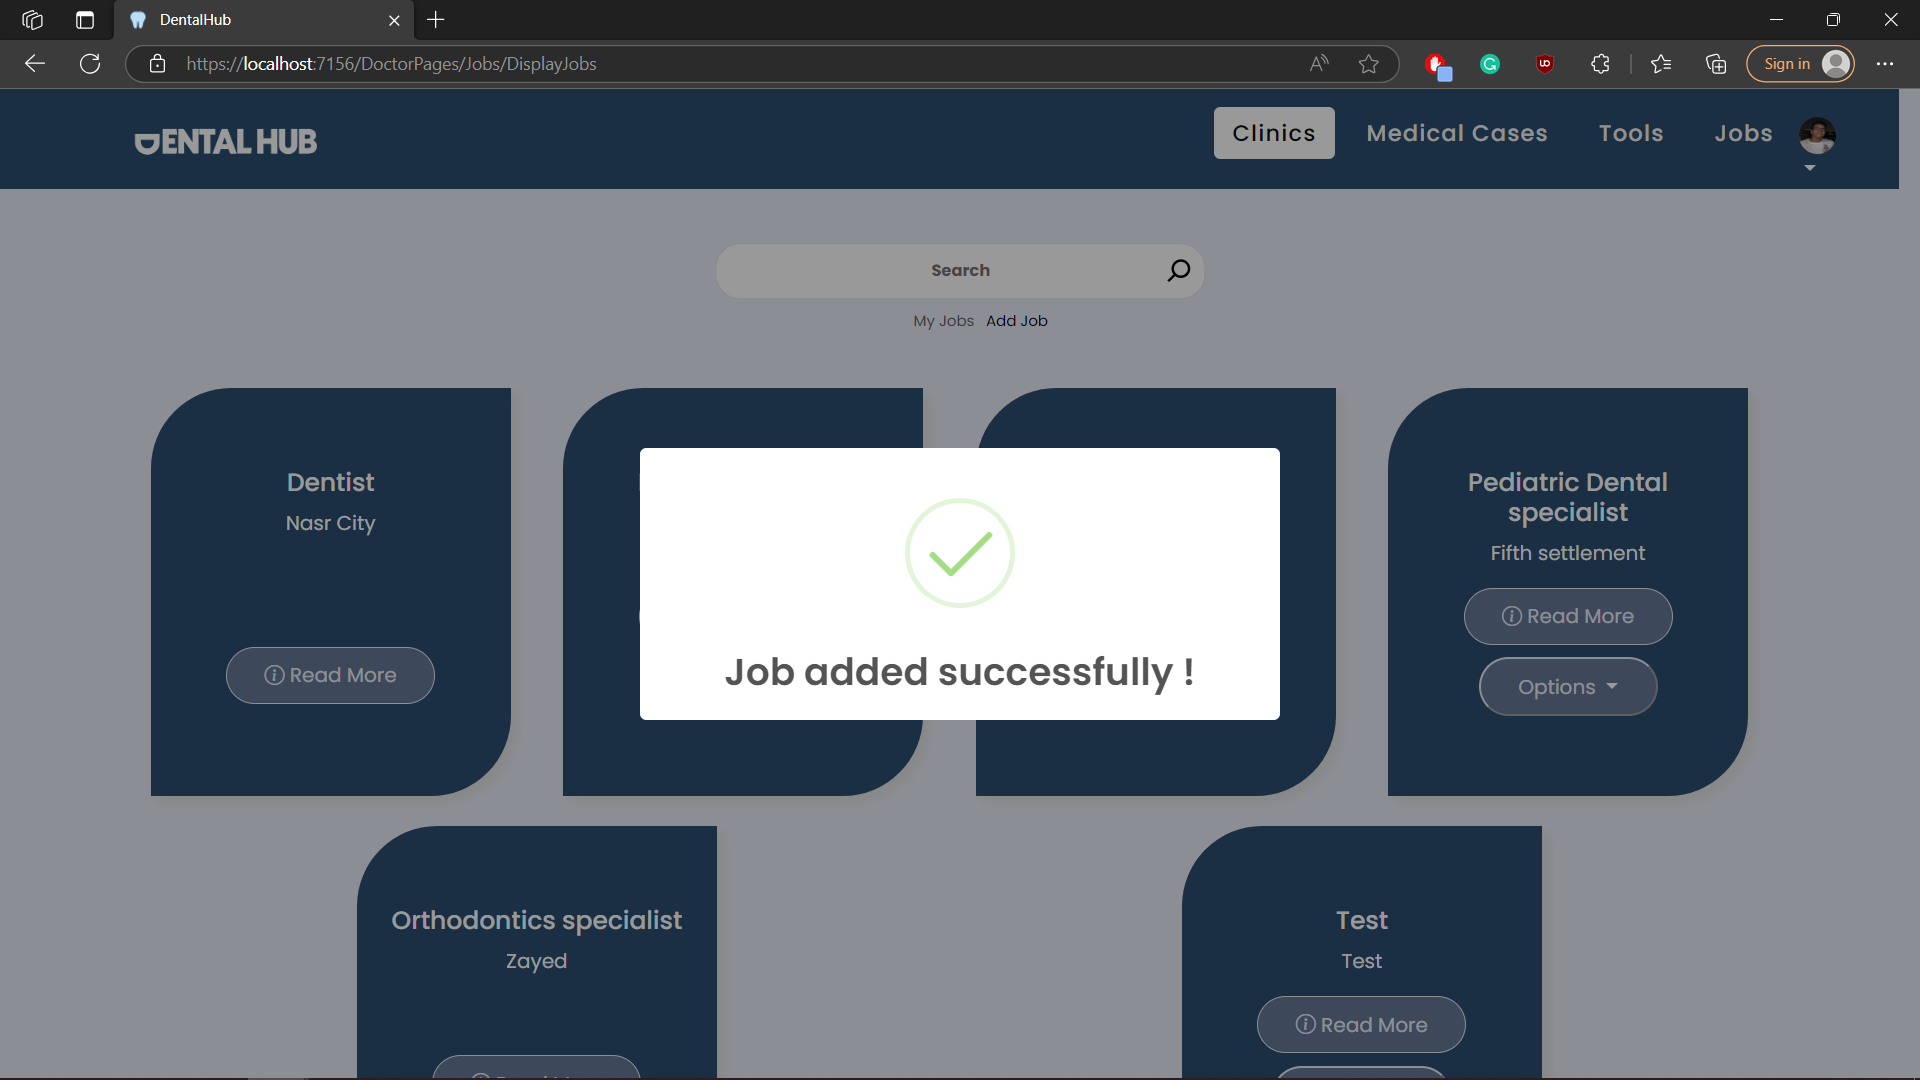 DentalHub
https://localhost:7156/DoctorPages/Jobs/DisplayJobs
Sign in
DENTAL HUB
Clinics
Medical Cases
Tools
Jobs
Search
My Jobs
Add Job
Dentist
Nasr City
Read More
Pediatric Dental
specialist
Fifth settlement
Read More
Options
Job added successfully !
Orthodontics specialist
Zayed
Test
Test
Read More